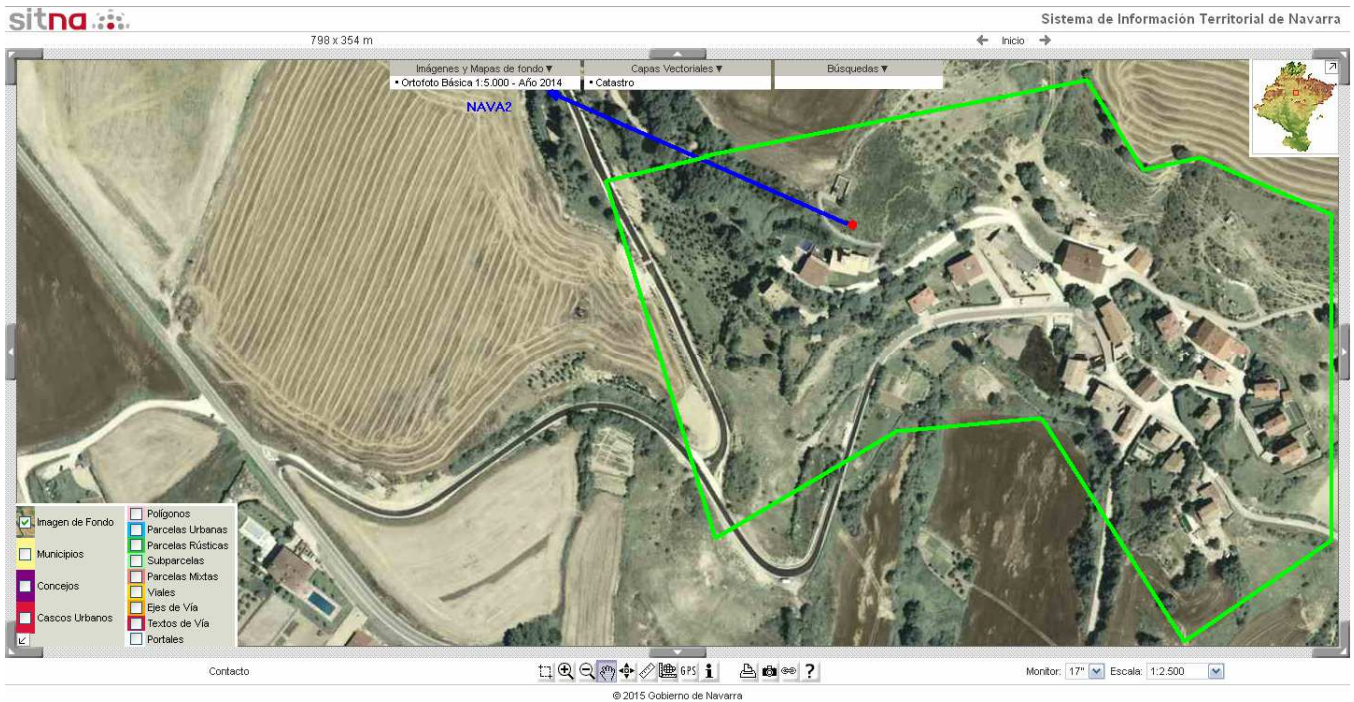 sitna
Sistema de Información Territorial de Navarra
798 x 354 m
Inicio
Imágenes y Mapas de fondo ▼
Capas Vectoriales ▼
Búsquedas ▼
• Ortofoto Básica 1:5.000 - Año 2014
• Catastro
NAVA2
Imagen de Fondo
Municipios
Concejos
Cascos Urbanos
Polígonos
Parcelas Urbanas
Parcelas Rústicas
Subparcelas
Parcelas Mixtas
Viales
Ejes de Vía
Textos de Vía
Portales
Contacto
GPS
i
?
Monitor: 17"
Escala: 1:2.500
© 2015 Gobierno de Navarra